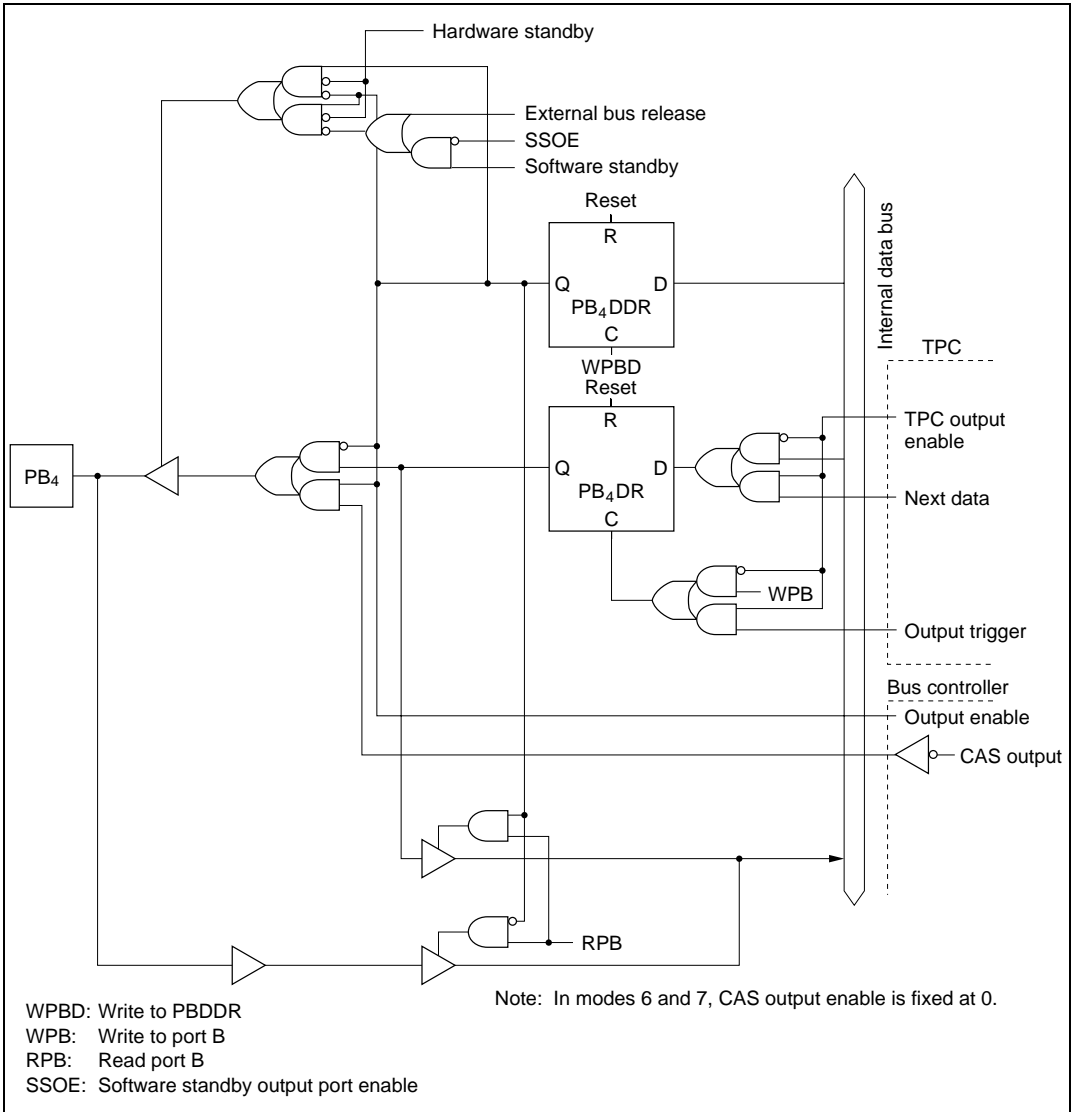 Hardware standby
External bus release
SSOE
Software standby
Reset
R
Q D
PB₄DDR
C
WPBD
Internal data bus
TPC
Reset
R
Q D
PB₄DR
C
TPC output
enable
Next data
PB₄
WPB
Output trigger
Bus controller
Output enable
CAS output
RPB
Note: In modes 6 and 7, CAS output enable is fixed at 0.
WPBD: Write to PBDDR
WPB: Write to port B
RPB: Read port B
SSOE: Software standby output port enable